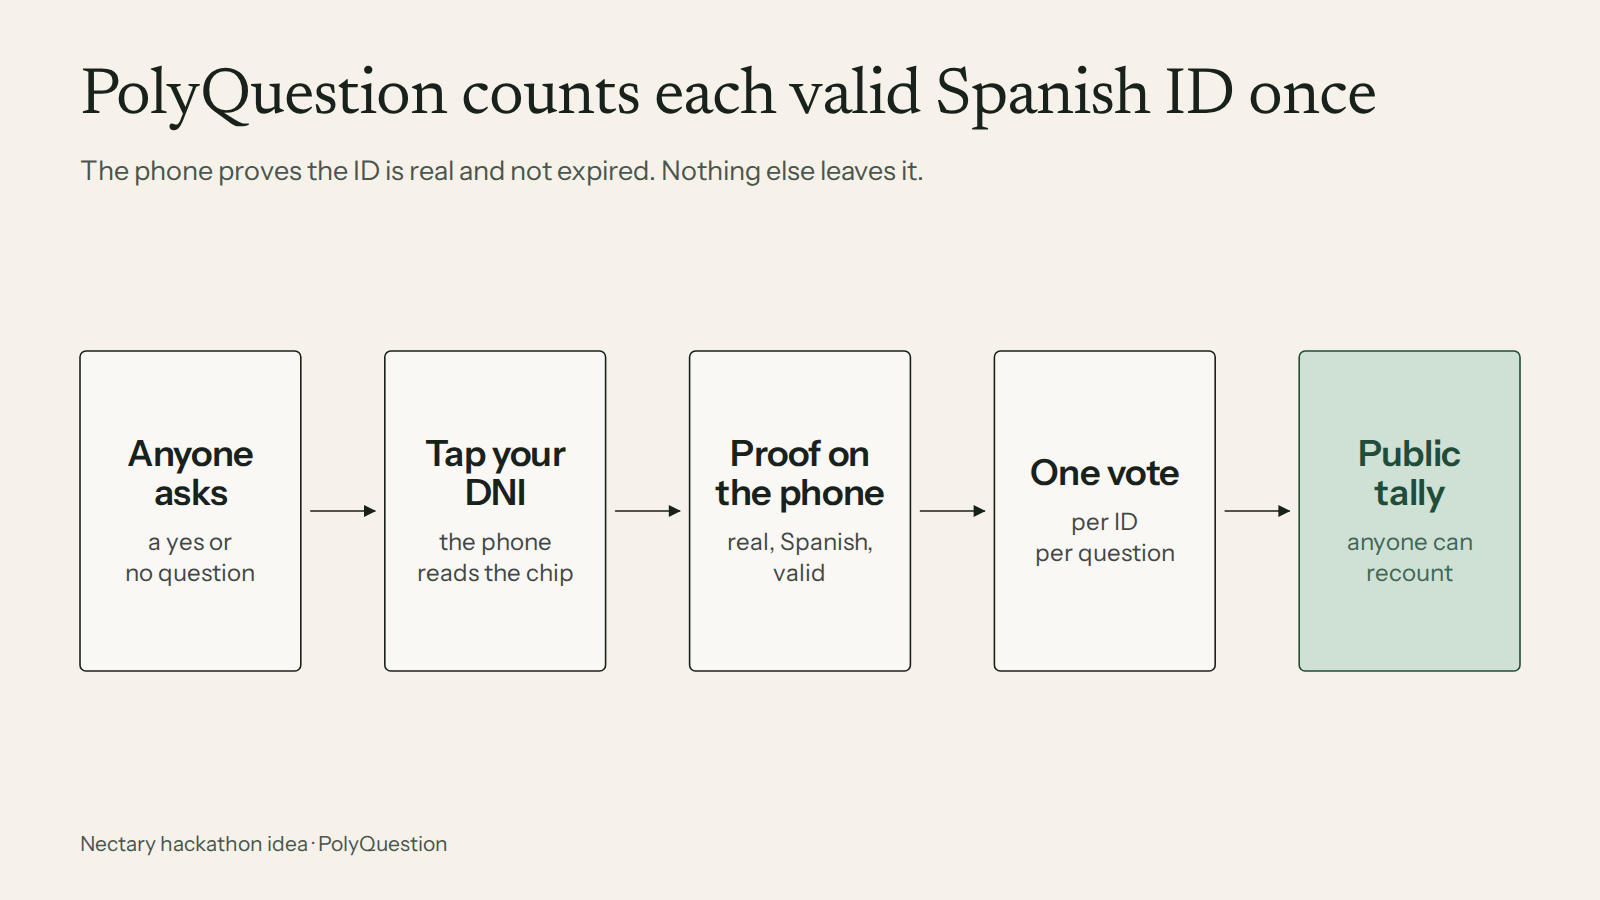 PolyQuestion counts each valid Spanish ID once
The phone proves the ID is real and not expired. Nothing else leaves it.
Anyone
asks
a yes or
no question
Tap your
DNI
the phone
reads the chip
Proof on
the phone
real, Spanish,
valid
One vote
per ID
per question
Public
tally
anyone can
recount
Nectary hackathon idea · PolyQuestion